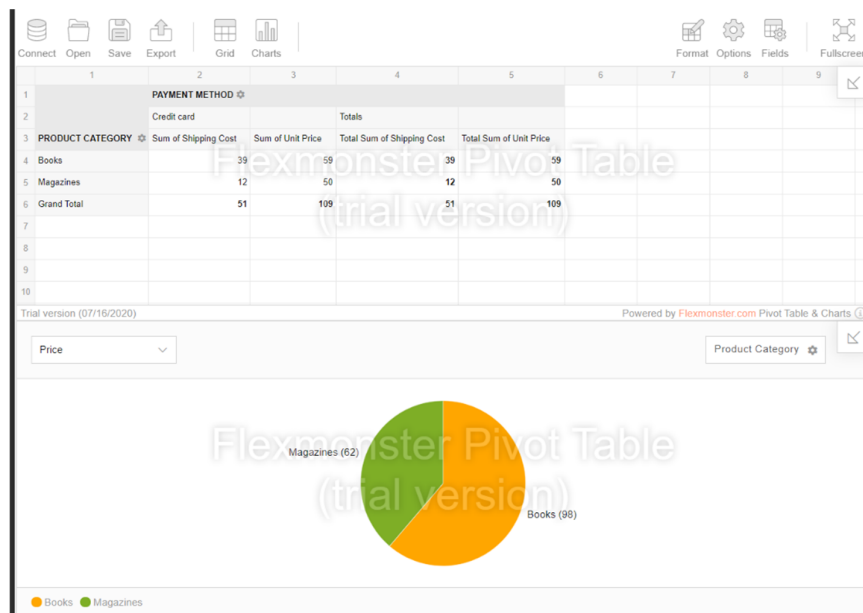 Connect Open Save Export Grid Charts Format Options Fields Fullscreen
1 2 3 4 5 6 7 8 9
1 PAYMENT METHOD
2 Credit card Totals
3 PRODUCT CATEGORY Sum of Shipping Cost Sum of Unit Price Total Sum of Shipping Cost Total Sum of Unit Price
4 Books 39 59 39 59
5 Magazines 12 50 12 50
6 Grand Total 51 109 51 109
7
8
9
10
Flexmonster Pivot Table
(trial version)
Trial version (07/16/2020) Powered by Flexmonster.com Pivot Table & Charts
Price Product Category
Flexmonster Pivot Table
(trial version)
Magazines (62)
Books (98)
Books Magazines